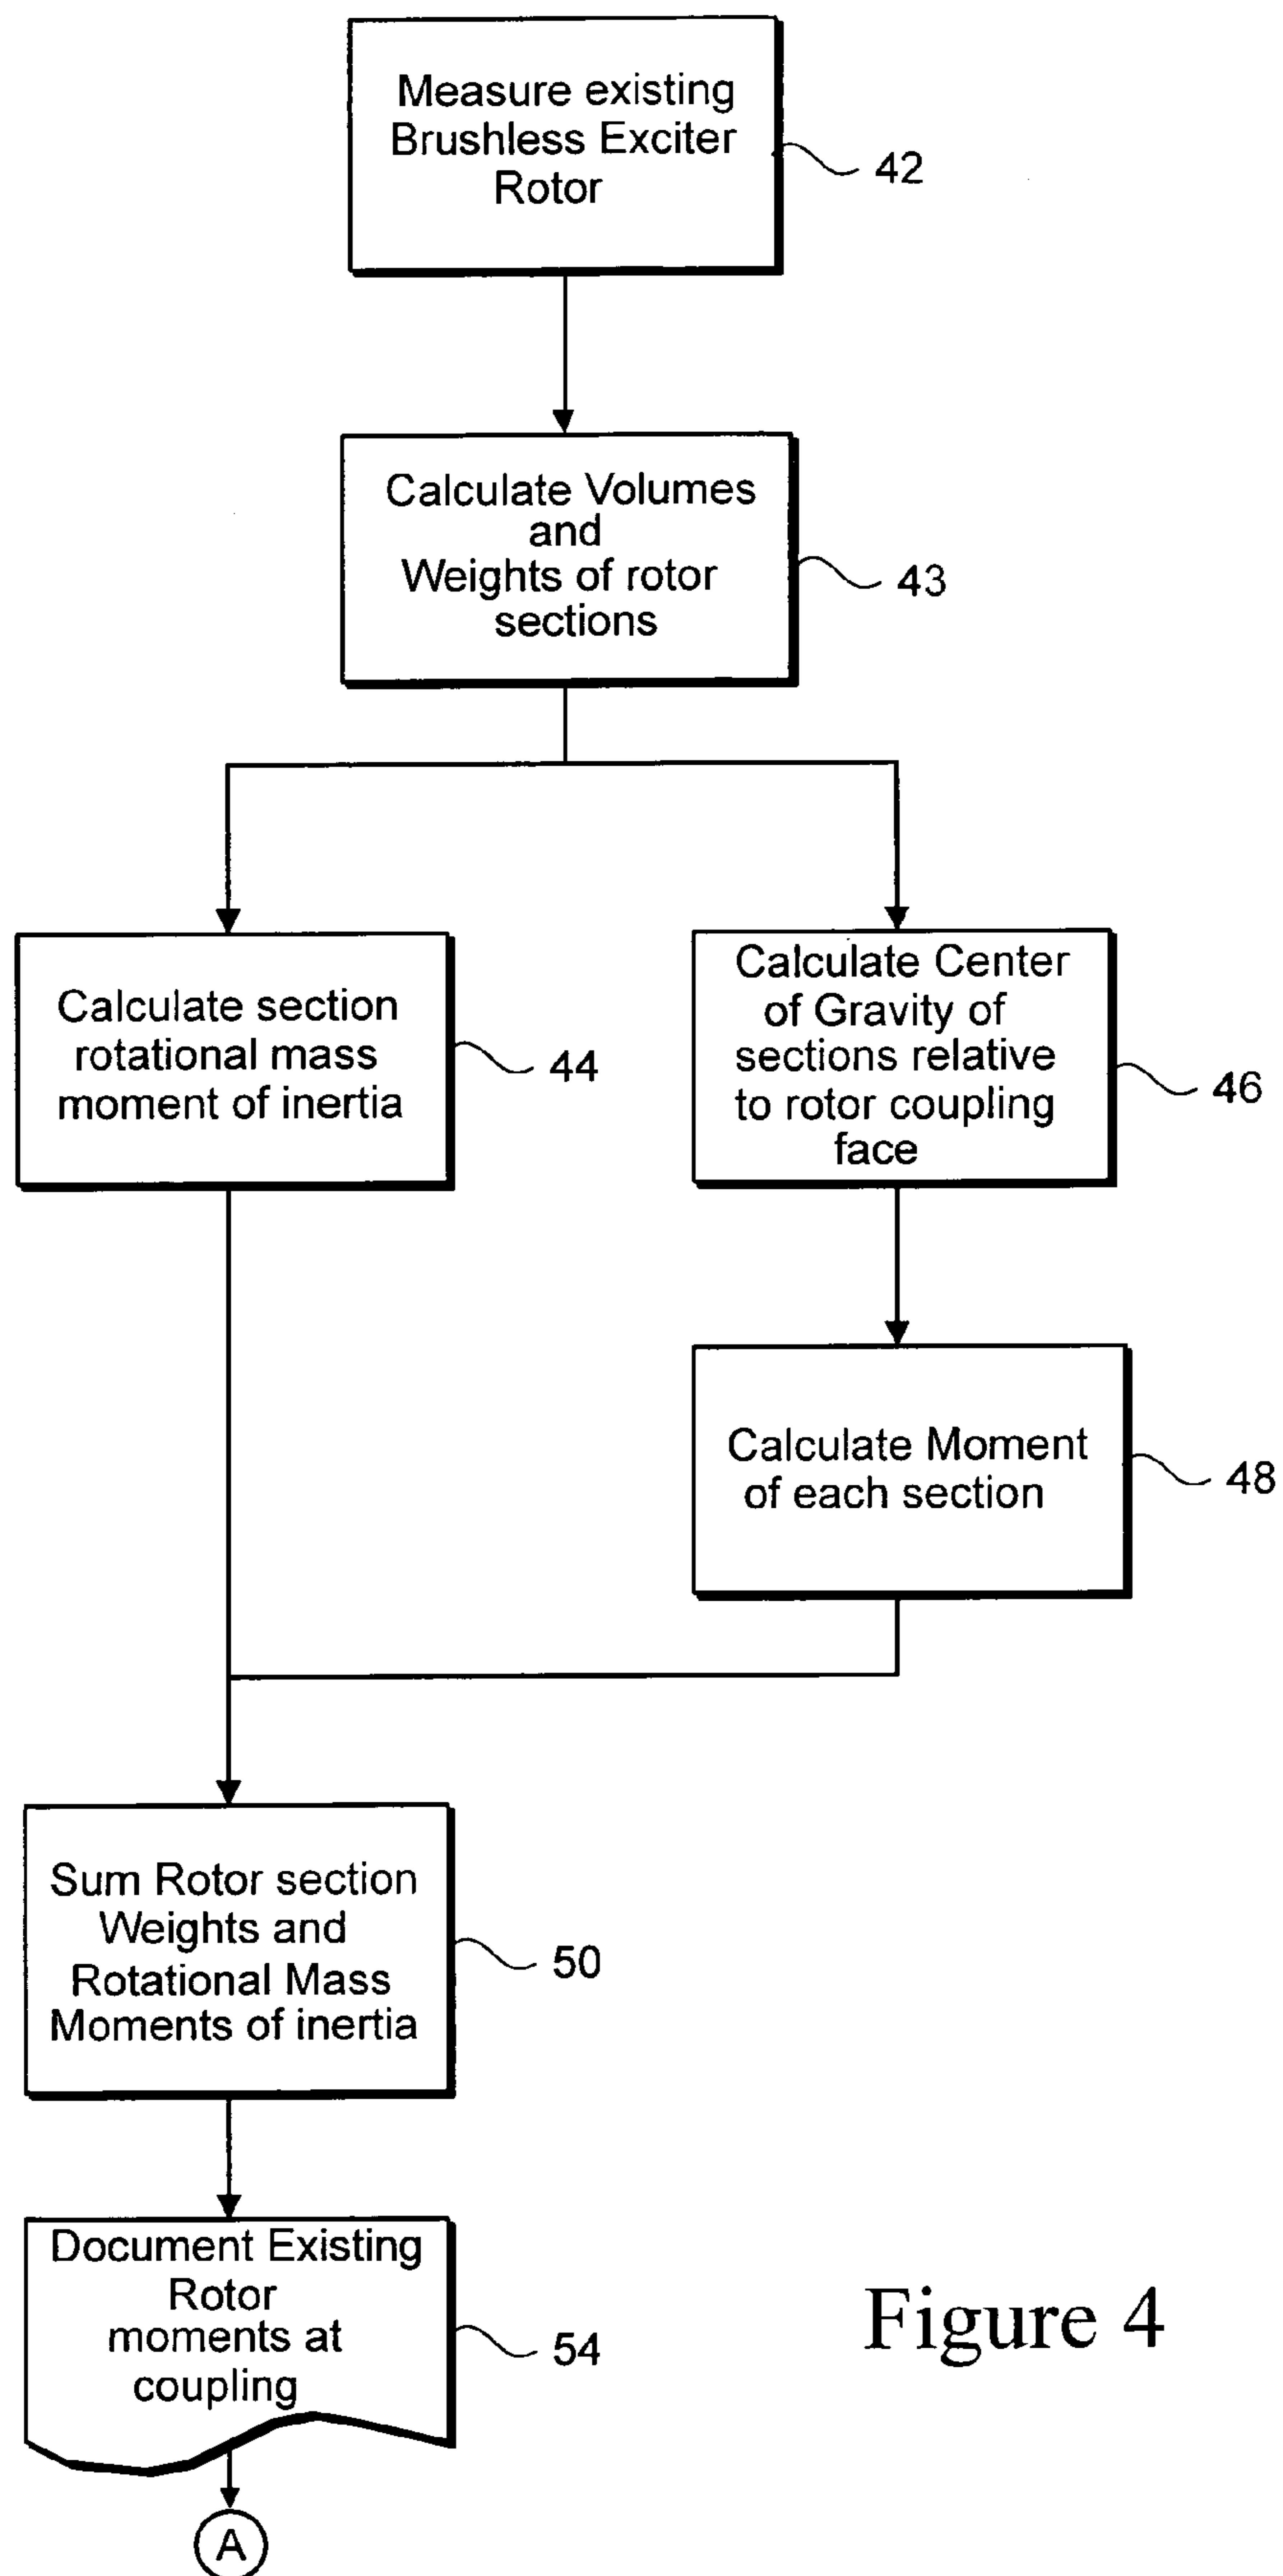 Measure existing
Brushless Exciter
Rotor
42
Calculate Volumes
and
Weights of rotor
sections
43
Calculate section
rotational mass
moment of inertia
44
Calculate Center
of Gravity of
sections relative
to rotor coupling
face
46
Calculate Moment
of each section
48
Sum Rotor section
Weights and
Rotational Mass
Moments of inertia
50
Document Existing
Rotor
moments at
coupling
54
A
Figure 4